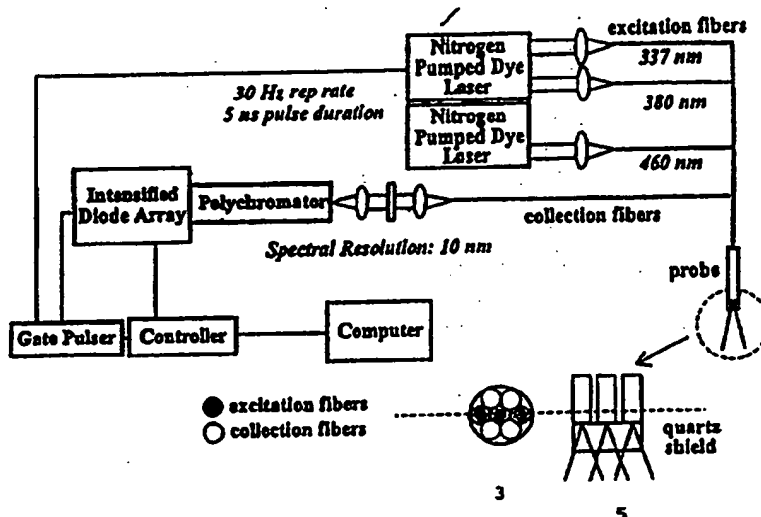 excitation fibers
Nitrogen
Pumped Dye
Laser
337 nm
30 Hz rep rate
5 ns pulse duration
380 nm
Nitrogen
Pumped Dye
Laser
460 nm
Intensified
Diode Array
Polychromator
collection fibers
Spectral Resolution: 10 nm
probe
Gate Pulser
Controller
Computer
excitation fibers
collection fibers
quartz
shield
3
5